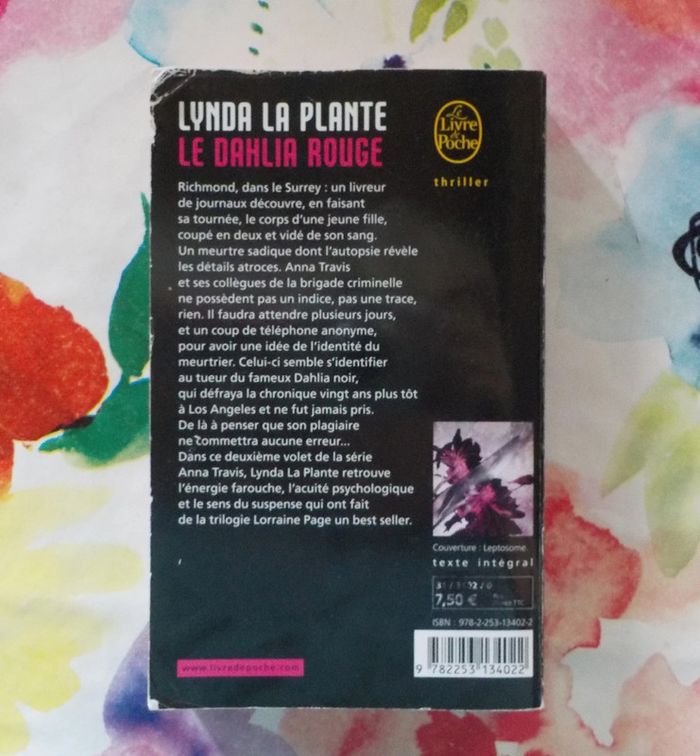 LYNDA LA PLANTE
LE DAHLIA ROUGE
Le
Livre
de
Poche
thriller
Richmond, dans le Surrey : un livreur
de journaux découvre, en faisant
sa tournée, le corps d'une jeune fille,
coupé en deux et vidé de son sang.
Un meurtre sadique dont l'autopsie révèle
les détails atroces. Anna Travis
et ses collègues de la brigade criminelle
ne possèdent pas un indice, pas une trace,
rien. Il faudra attendre plusieurs jours,
et un coup de téléphone anonyme,
pour avoir une idée de l'identité du
meurtrier. Celui-ci semble s'identifier
au tueur du fameux Dahlia noir,
qui défraya la chronique vingt ans plus tôt
à Los Angeles et ne fut jamais pris.
De là à penser que son plagiaire
ne commettra aucune erreur...
Dans ce deuxième volet de la série
Anna Travis, Lynda La Plante retrouve
l'énergie farouche, l'acuité psychologique
et le sens du suspense qui ont fait
de la trilogie Lorraine Page un best seller.
Couverture : Leptosome.
texte intégral
7,50 €
TTC
ISBN : 978-2-253-13402-2
9 782253 134022
www.livredepoche.com